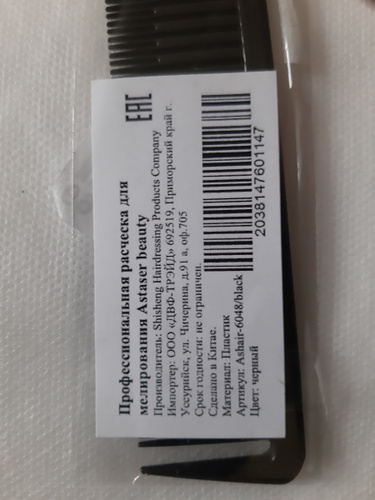 Профессиональная расческа для
мелирования Astaser beauty
Производитель: Shisheng Hairdressing Products Company
Импортер: ООО «ДВФ-ТРЭЙД» 692519, Приморский край г.
Уссурийск, ул. Чичерина, д.91 а, оф.705
Срок годности: не ограничен.
Сделано в Китае.
Материал: Пластик
Артикул: Ashair-6048/black
Цвет: черный
EAC
2038147601147